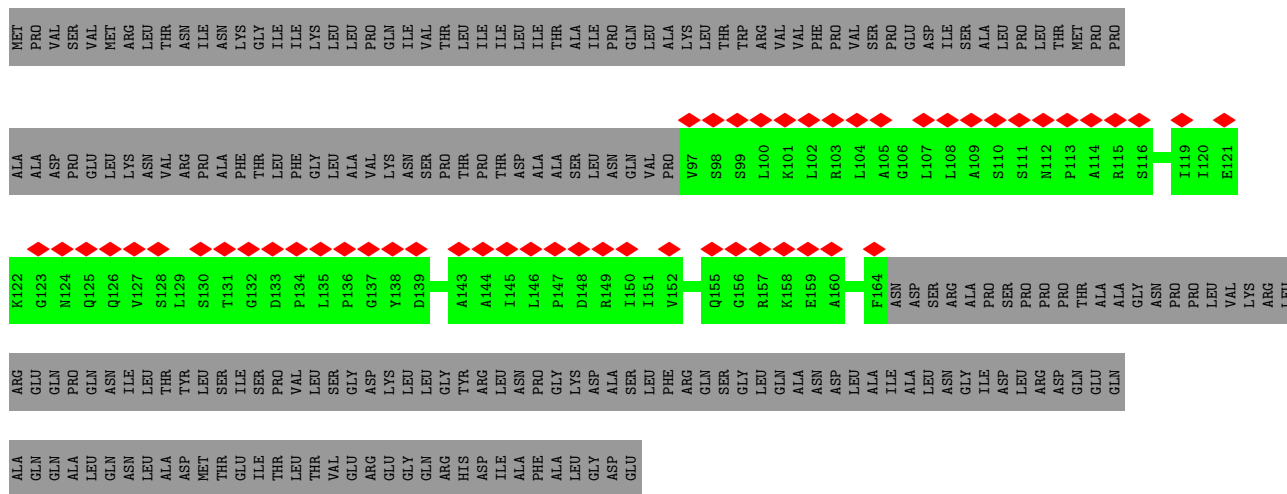 MET PRO VAL SER VAL MET ARG LEU THR ASN ILE ASN LYS GLY ILE ILE LYS LEU LEU PRO GLN ILE VAL THR LEU ILE ILE LEU ILE THR ALA ILE PRO GLN LEU ALA LYS LEU THR TRP ARG VAL VAL PHE PRO VAL SER PRO GLU ASP ILE SER ALA LEU PRO LEU THR MET PRO PRO
ALA ALA ASP PRO GLU LEU LYS ASN VAL ARG PRO ALA PHE THR LEU PHE GLY LEU ALA VAL LYS ASN SER PRO THR PRO THR ASP ALA ALA SER LEU ASN GLN VAL PRO V97 S98 S99 L100 K101 L102 R103 L104 A105 G106 L107 L108 A109 S110 S111 N112 P113 A114 R115 S116 I119 I120 E121
K122 G123 N124 Q125 Q126 V127 S128 L129 S130 T131 G132 D133 P134 L135 P136 G137 Y138 D139 A143 A144 I145 L146 P147 D148 R149 I150 I151 V152 Q155 G156 R157 K158 E159 A160 F164 ASN ASP SER ARG ALA PRO SER PRO PRO PRO THR ALA ALA GLY ASN PRO PRO LEU VAL LYS ARG LEU
ARG GLU GLN PRO GLN ASN ILE LEU THR TYR LEU SER ILE SER PRO VAL LEU SER GLY ASP LYS LEU LEU GLY TYR ARG LEU ASN PRO GLY LYS ASP ALA SER LEU PHE ARG GLN SER GLY LEU GLN ALA ASN ASP LEU ALA ILE ALA LEU ASN GLY ILE ASP LEU ARG ASP GLN GLU GLN
ALA GLN GLN ALA LEU GLN ASN LEU ALA ASP MET THR GLU ILE THR LEU THR VAL GLU ARG GLU GLY GLN ARG HIS ASP ILE ALA PHE ALA LEU GLY ASP GLU